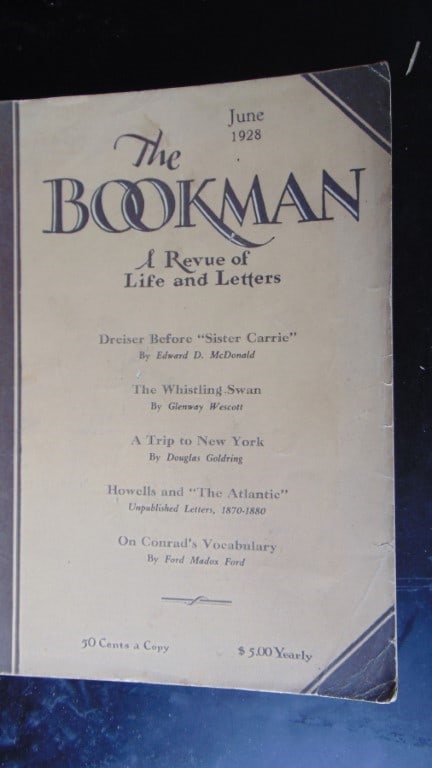 June
1928
The
BOOKMAN
A Revue of
Life and Letters
Dreiser Before "Sister Carrie"
By Edward D. McDonald
The Whistling Swan
By Glenway Wescott
A Trip to New York
By Douglas Goldring
Howells and "The Atlantic"
Unpublished Letters, 1870-1880
On Conrad's Vocabulary
By Ford Madox Ford
50 Cents a Copy
$5.00 Yearly